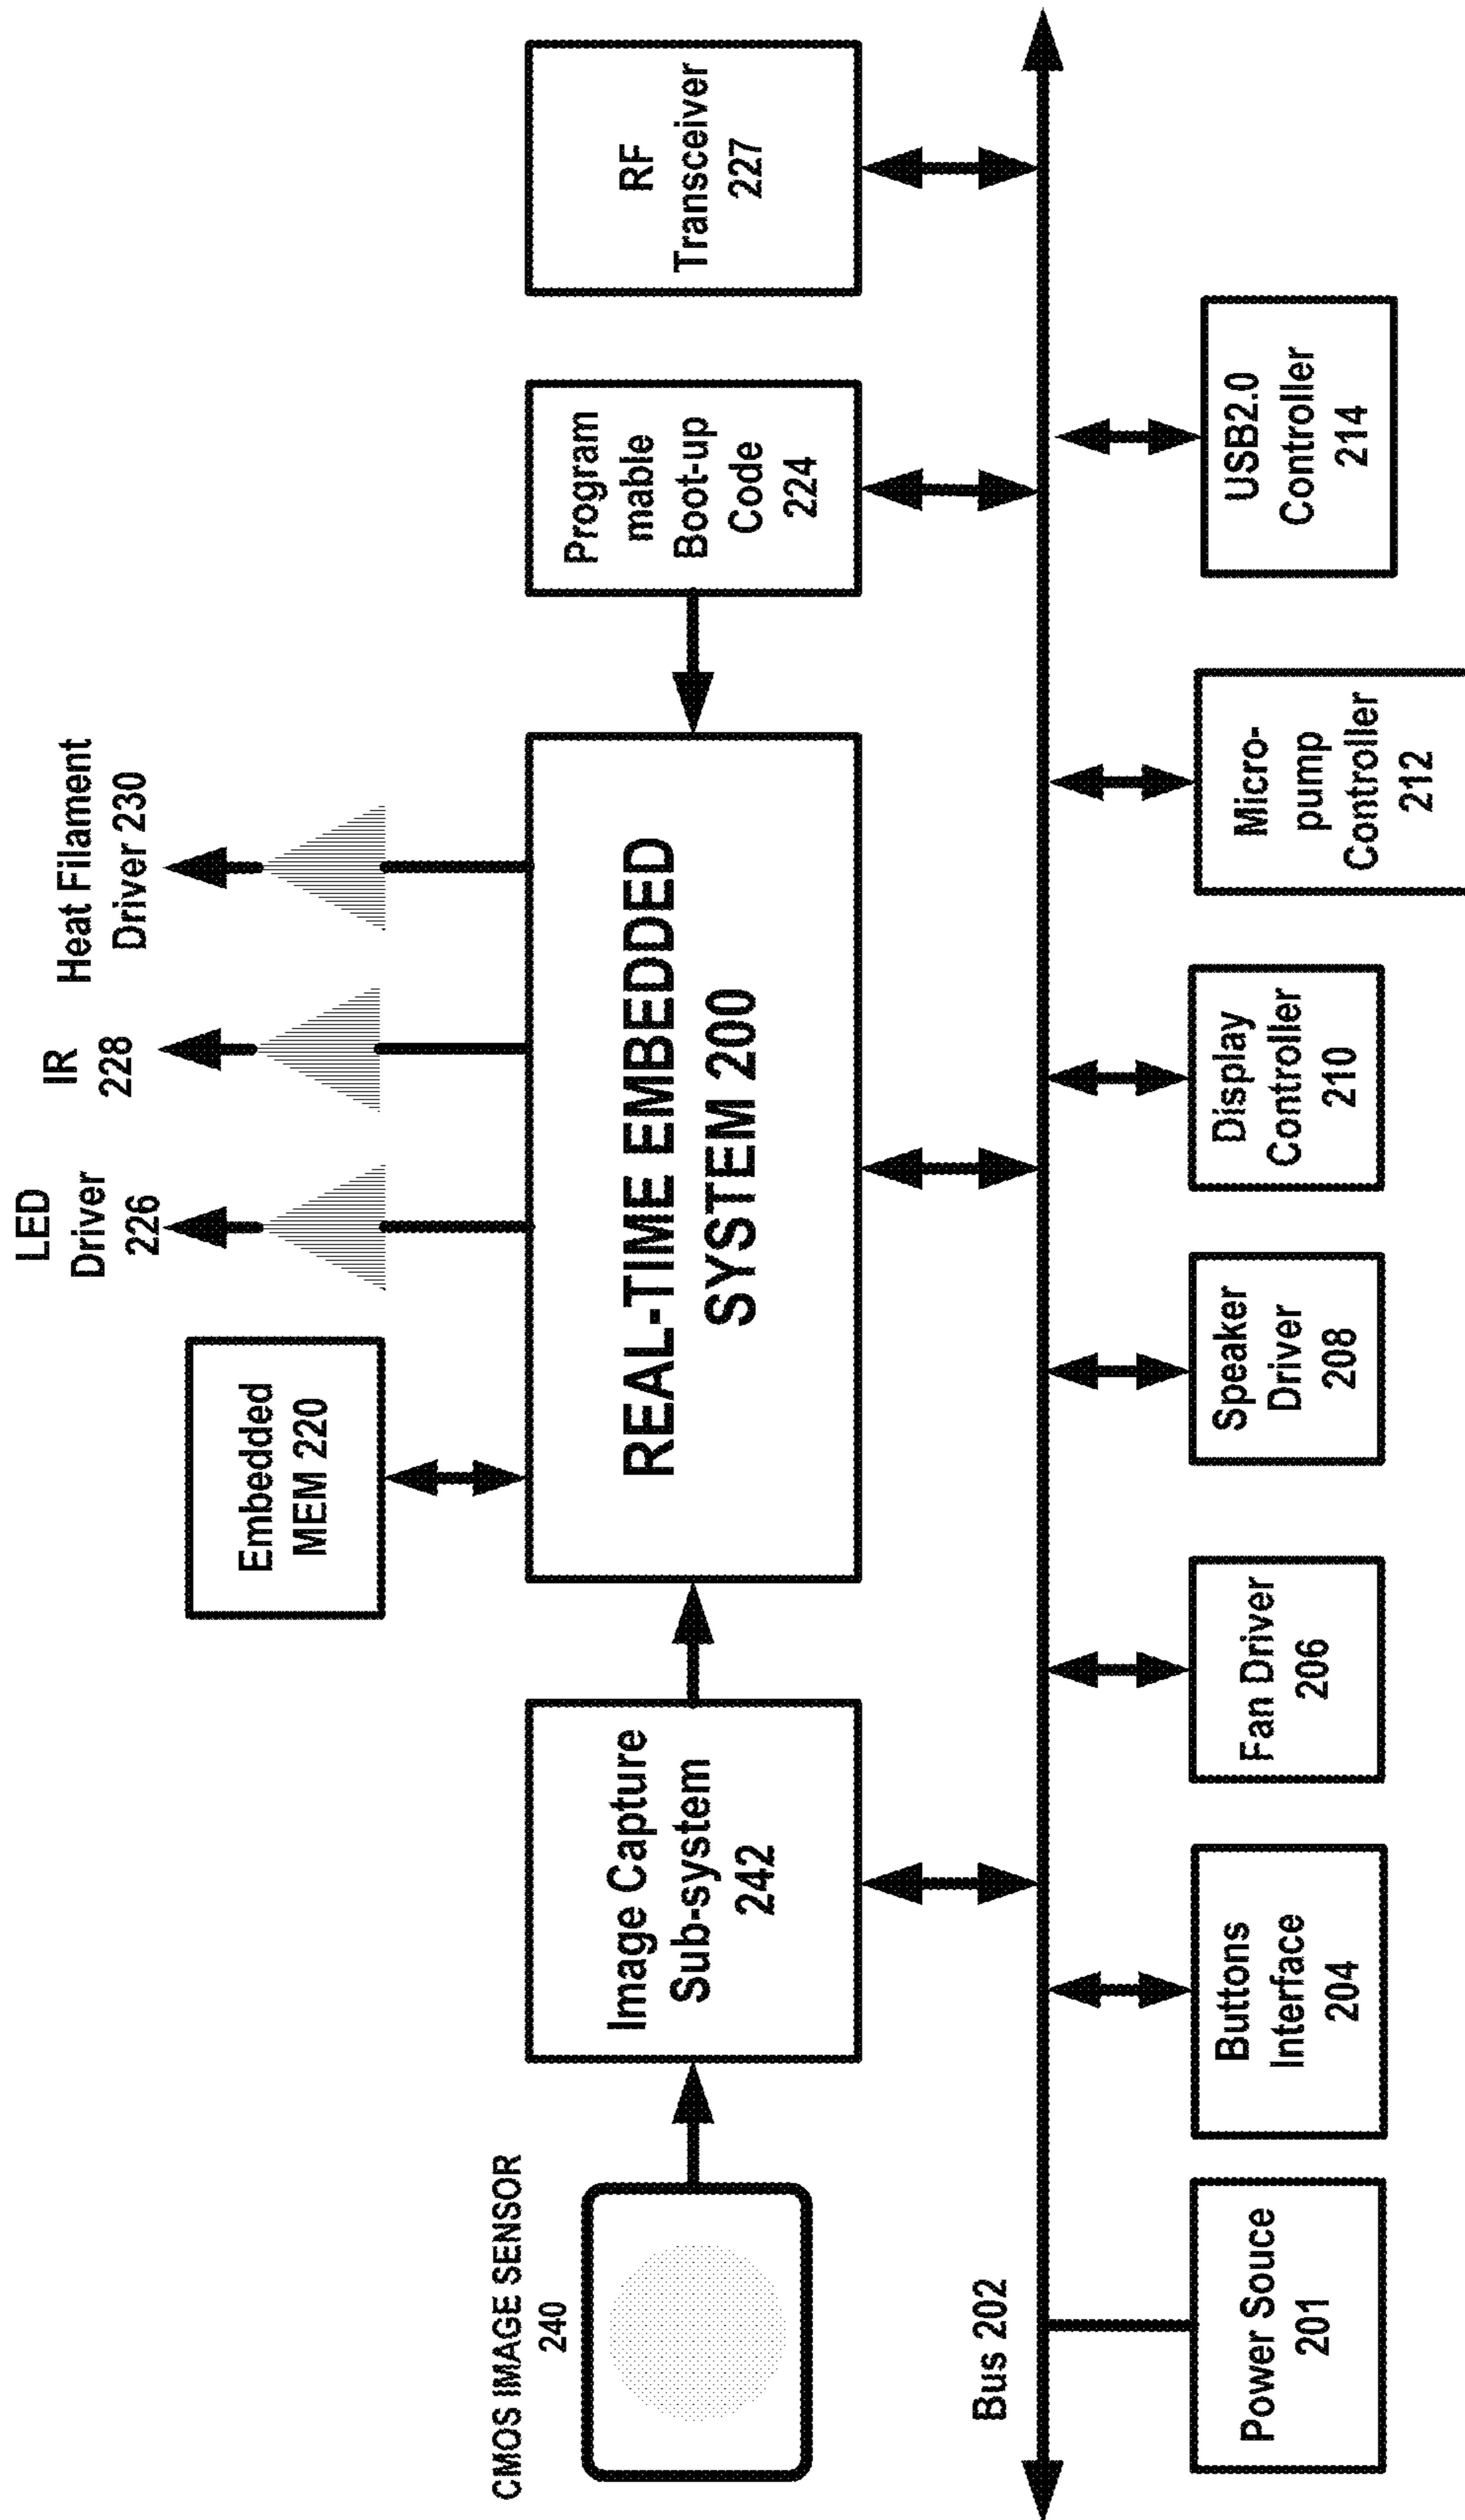 LED
Driver
226
IR
228
Heat Filament
Driver 230
Embedded
MEM 220
CMOS IMAGE SENSOR
240
Image Capture
Sub-system
242
REAL-TIME EMBEDDED
SYSTEM 200
Program
mable
Boot-up
Code
224
RF
Transceiver
227
Bus 202
Power Souce
201
Buttons
Interface
204
Fan Driver
206
Speaker
Driver
208
Display
Controller
210
Micro-
pump
Controller
212
USB2.0
Controller
214